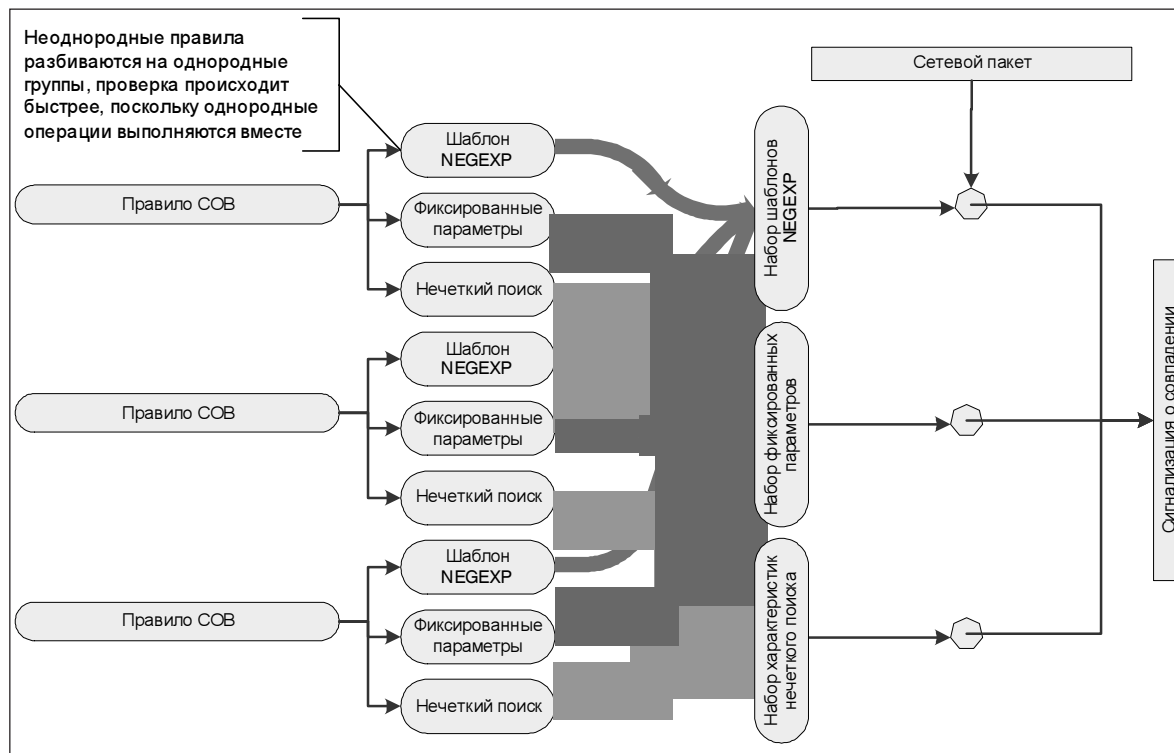 Неоднородные правила
разбиваются на однородные
группы, проверка происходит
быстрее, поскольку однородные
операции выполняются вместе
Сетевой пакет
Правило СОВ
Шаблон
NEGEXP
Фиксированные
параметры
Нечеткий поиск
Правило СОВ
Шаблон
NEGEXP
Фиксированные
параметры
Нечеткий поиск
Правило СОВ
Шаблон
NEGEXP
Фиксированные
параметры
Нечеткий поиск
Набор шаблонов
NEGEXP
Набор фиксированных
параметров
Набор характеристик
нечеткого поиска
Сигнализация о совпадении